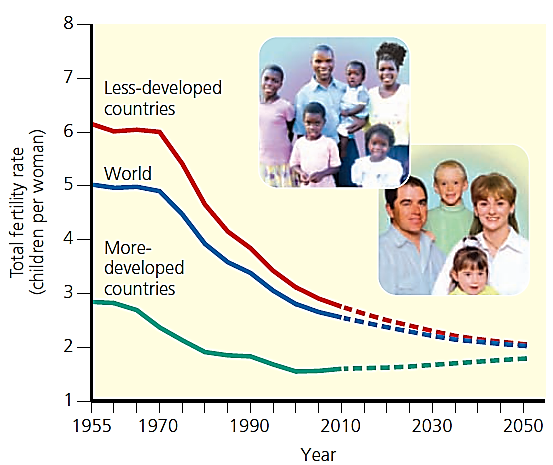 8
7
6
5
4
3
2
1
Total fertility rate
(children per woman)
Less-developed
countries
World
More-
developed
countries
1955 1970 1990 2010 2030 2050
Year